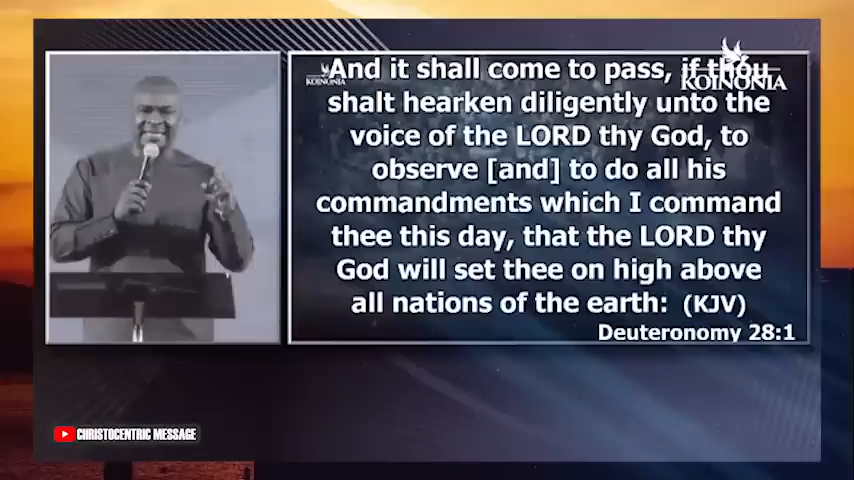 And it shall come to pass, if thou
shalt hearken diligently unto the
voice of the LORD thy God, to
observe [and] to do all his
commandments which I command
thee this day, that the LORD thy
God will set thee on high above
all nations of the earth: (KJV)
Deuteronomy 28:1
KOINONIA
KOINONIA
CHRISTOCENTRIC MESSAGE